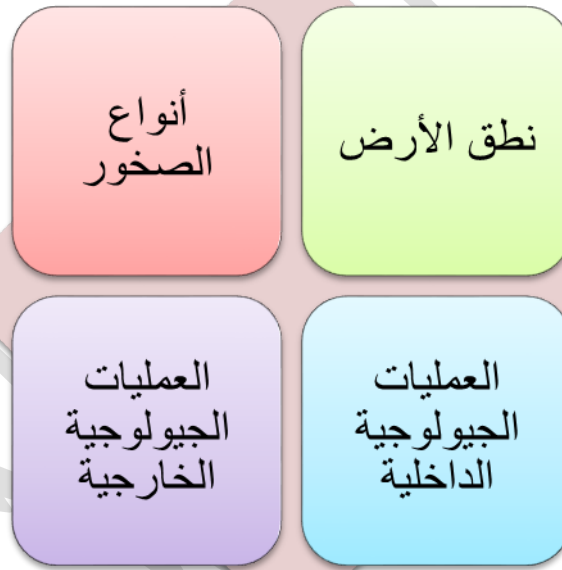 نطق الأرض
أنواع
الصخور
العمليات
الجيولوجية
الداخلية
العمليات
الجيولوجية
الخارجية